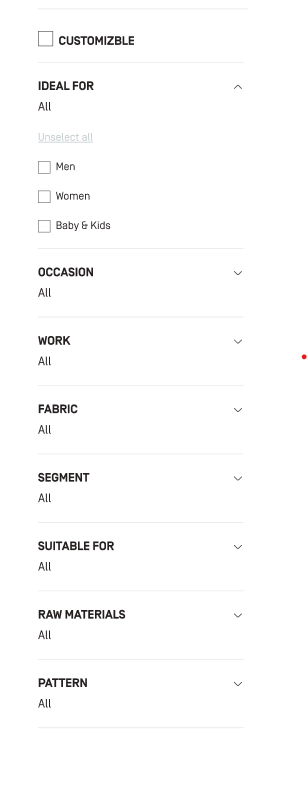 CUSTOMIZBLE
IDEAL FOR
All
Unselect all
Men
Women
Baby & Kids
OCCASION
All
WORK
All
FABRIC
All
SEGMENT
All
SUITABLE FOR
All
RAW MATERIALS
All
PATTERN
All